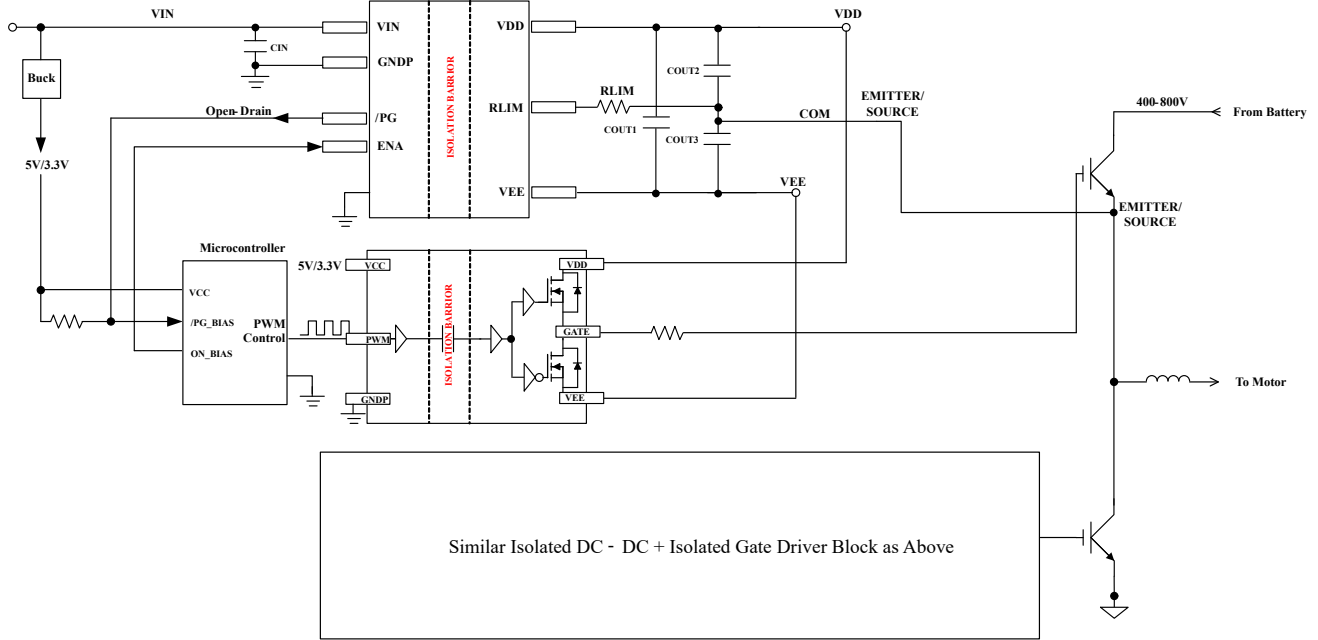 VIN
VIN
CIN
GNDP
Buck
Open-Drain
/PG
ENA
5V/3.3V
ISOLATION BARRIER
VDD
RLIM
VEE
VDD
COUT2
RLIM
COUT1
COUT3
COM
EMITTER/
SOURCE
VEE
400-800V
From Battery
EMITTER/
SOURCE
Microcontroller
VCC
/PG_BIAS
PWM
Control
ON_BIAS
5V/3.3V
VCC
PWM
GNDP
ISOLATION BARRIER
VDD
GATE
VEE
To Motor
Similar Isolated DC - DC + Isolated Gate Driver Block as Above